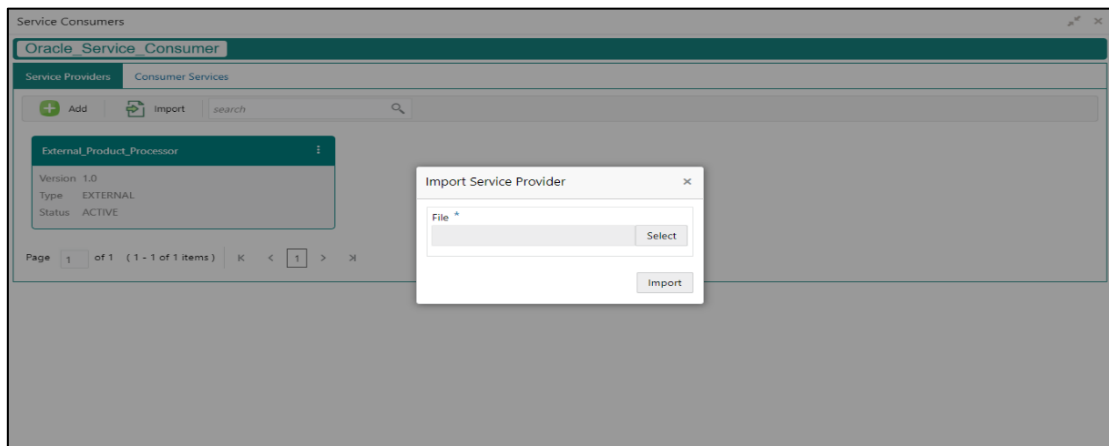 Service Consumers
Oracle_Service_Consumer
Service Providers Consumer Services
Add Import search
External_Product_Processor
Version 1.0
Type EXTERNAL
Status ACTIVE
Page 1 of 1 (1 - 1 of 1 items) 1
Import Service Provider
File *
Select
Import